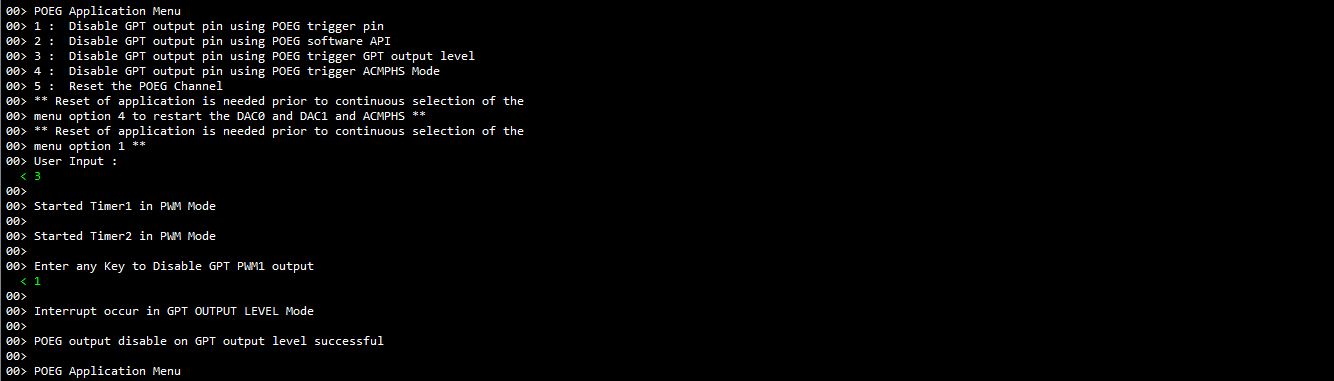 00> POEG Application Menu
00> 1 :  Disable GPT output pin using POEG trigger pin
00> 2 :  Disable GPT output pin using POEG software API
00> 3 :  Disable GPT output pin using POEG trigger GPT output level
00> 4 :  Disable GPT output pin using POEG trigger ACMPHS Mode
00> 5 :  Reset the POEG Channel
00> ** Reset of application is needed prior to continuous selection of the
00> menu option 4 to restart the DAC0 and DAC1 and ACMPHS **
00> ** Reset of application is needed prior to continuous selection of the
00> menu option 1 **
00> User Input :
< 3
00>
00> Started Timer1 in PWM Mode
00>
00> Started Timer2 in PWM Mode
00>
00> Enter any Key to Disable GPT PWM1 output
< 1
00>
00> Interrupt occur in GPT OUTPUT LEVEL Mode
00>
00> POEG output disable on GPT output level successful
00>
00> POEG Application Menu